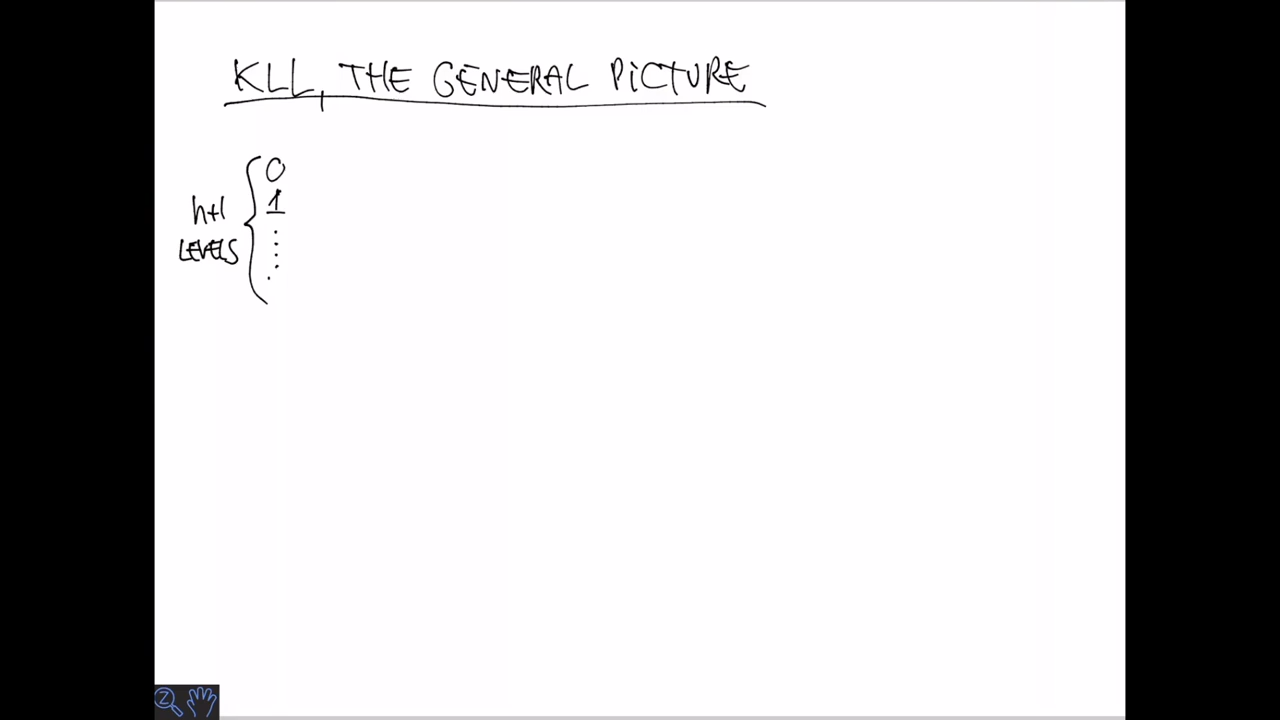 KLL, THE GENERAL PICTURE
0
1
h+1
LEVELS
.....